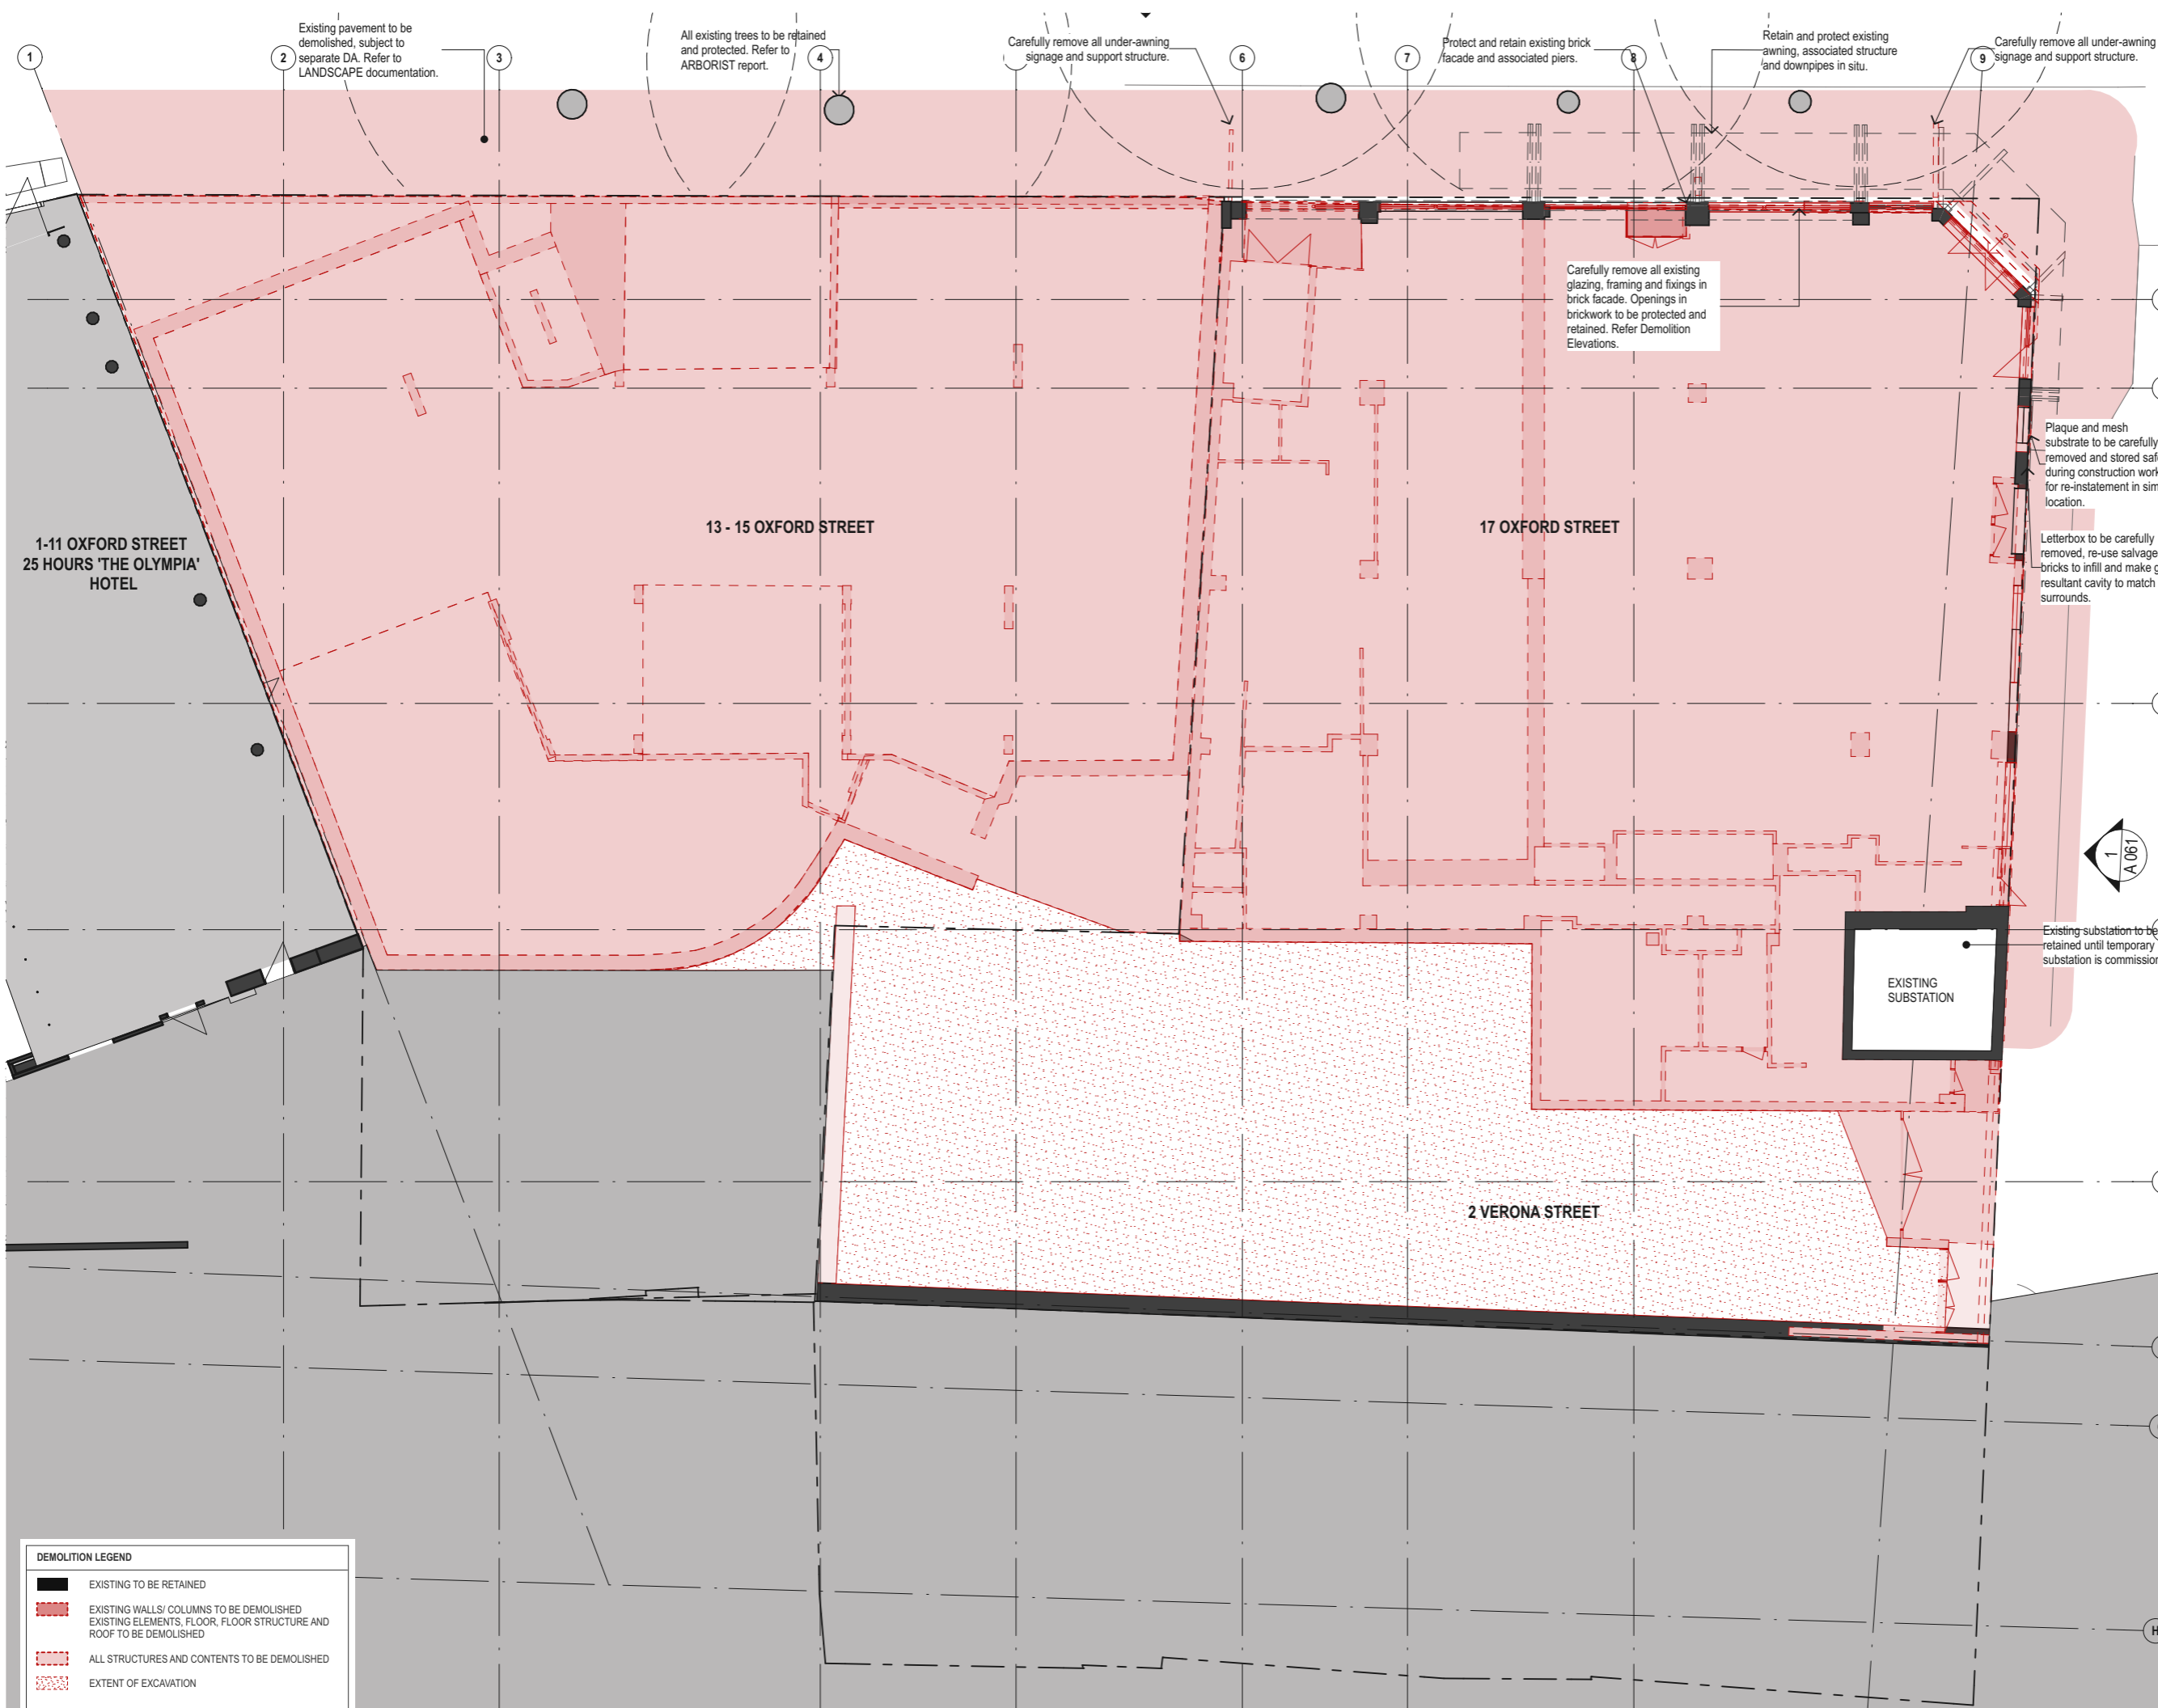 Existing pavement to be
demolished, subject to
separate DA. Refer to
LANDSCAPE documentation.
All existing trees to be retained
and protected. Refer to
ARBORIST report.
Carefully remove all under-awning
signage and support structure.
Protect and retain existing brick
facade and associated piers.
Retain and protect existing
awning, associated structure
and downpipes in situ.
Carefully remove all under-awning
signage and support structure.
1
2
3
4
6
7
8
9
Carefully remove all existing
glazing, framing and fixings in
brick facade. Openings in
brickwork to be protected and
retained. Refer Demolition
Elevations.
Plaque and mesh
substrate to be carefully
removed and stored
during construction
for re-instatement in
location.
1-11 OXFORD STREET
25 HOURS 'THE OLYMPIA'
HOTEL
13 - 15 OXFORD STREET
17 OXFORD STREET
Letterbox to be carefully
removed, re-use
bricks to infill and make
resultant cavity to match
surrounds.
1
A 061
Existing substation to be
retained until temporary
substation is
EXISTING
SUBSTATION
2 VERONA STREET
DEMOLITION LEGEND
EXISTING TO BE RETAINED
EXISTING WALLS/ COLUMNS TO BE DEMOLISHED
EXISTING ELEMENTS, FLOOR, FLOOR STRUCTURE AND
ROOF TO BE DEMOLISHED
ALL STRUCTURES AND CONTENTS TO BE DEMOLISHED
EXTENT OF EXCAVATION
H